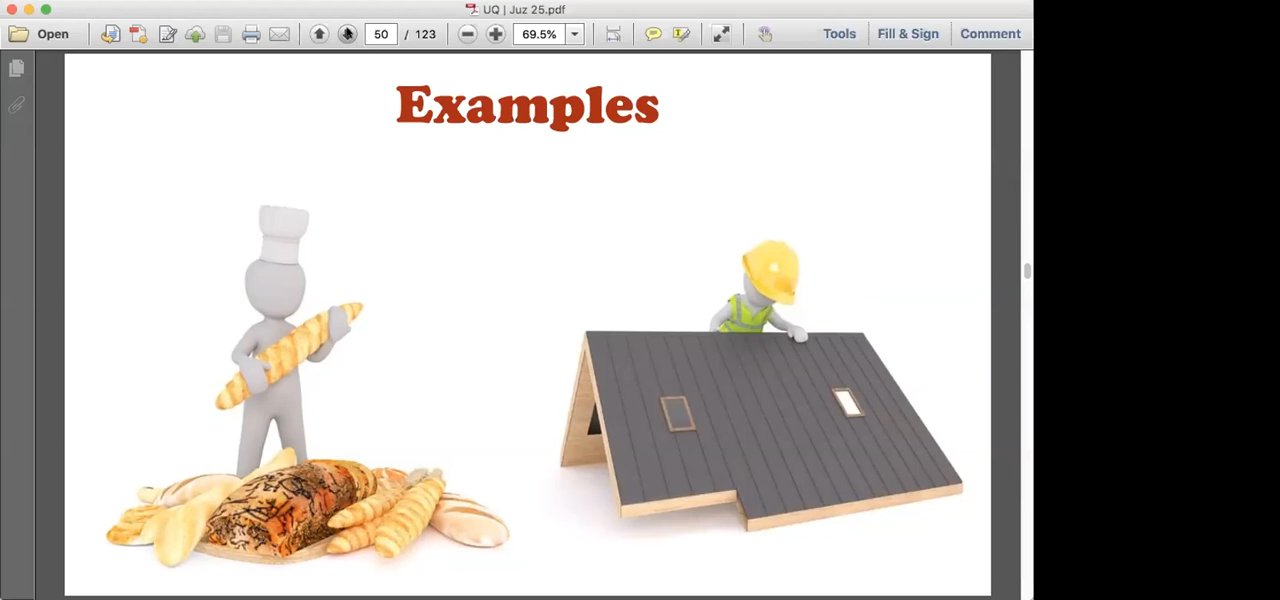 UQ | Juz 25.pdf
Open
50 / 123
69.5%
Tools
Fill & Sign
Comment
Examples